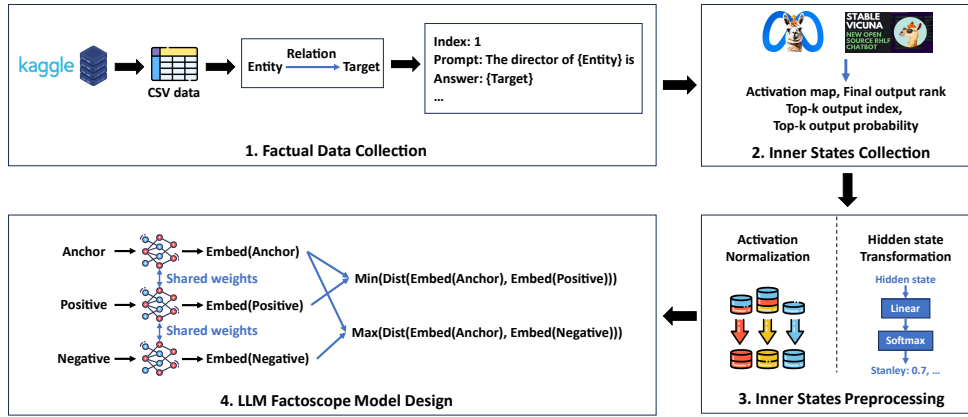 kaggle
CSV data
Relation
Entity
Target
Index: 1
Prompt: The director of {Entity} is
Answer: {Target}
...
1. Factual Data Collection
STABLE
VICUNA
NEW OPEN
SOURCE RHLF
CHATBOT
Activation map, Final output rank
Top-k output index,
Top-k output probability
2. Inner States Collection
Activation
Normalization
Hidden state
Transformation
Hidden state
Linear
Softmax
Stanley: 0.7, ...
3. Inner States Preprocessing
Anchor
Embed(Anchor)
Shared weights
Min(Dist(Embed(Anchor), Embed(Positive)))
Positive
Embed(Positive)
Shared weights
Max(Dist(Embed(Anchor), Embed(Negative)))
Negative
Embed(Negative)
4. LLM Factoscope Model Design